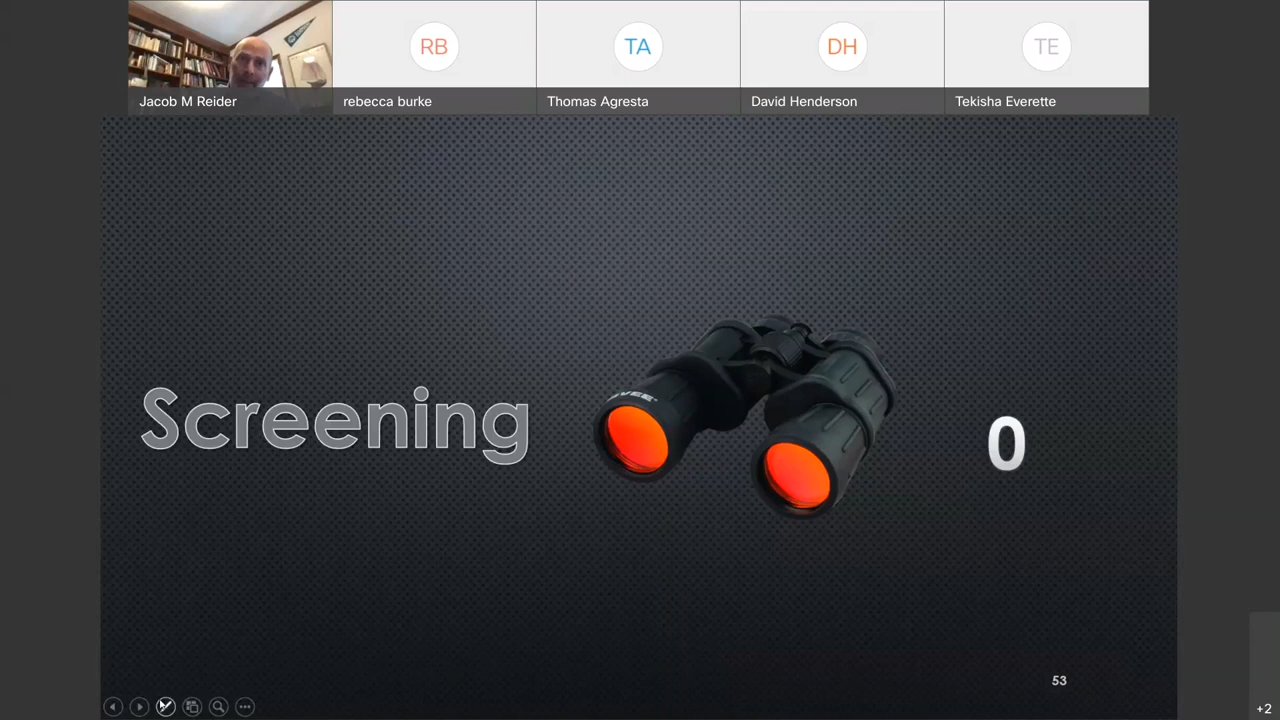 RB
TA
DH
TE
Jacob M Reider
rebecca burke
Thomas Agresta
David Henderson
Tekisha Everette
Screening
0
53
+2